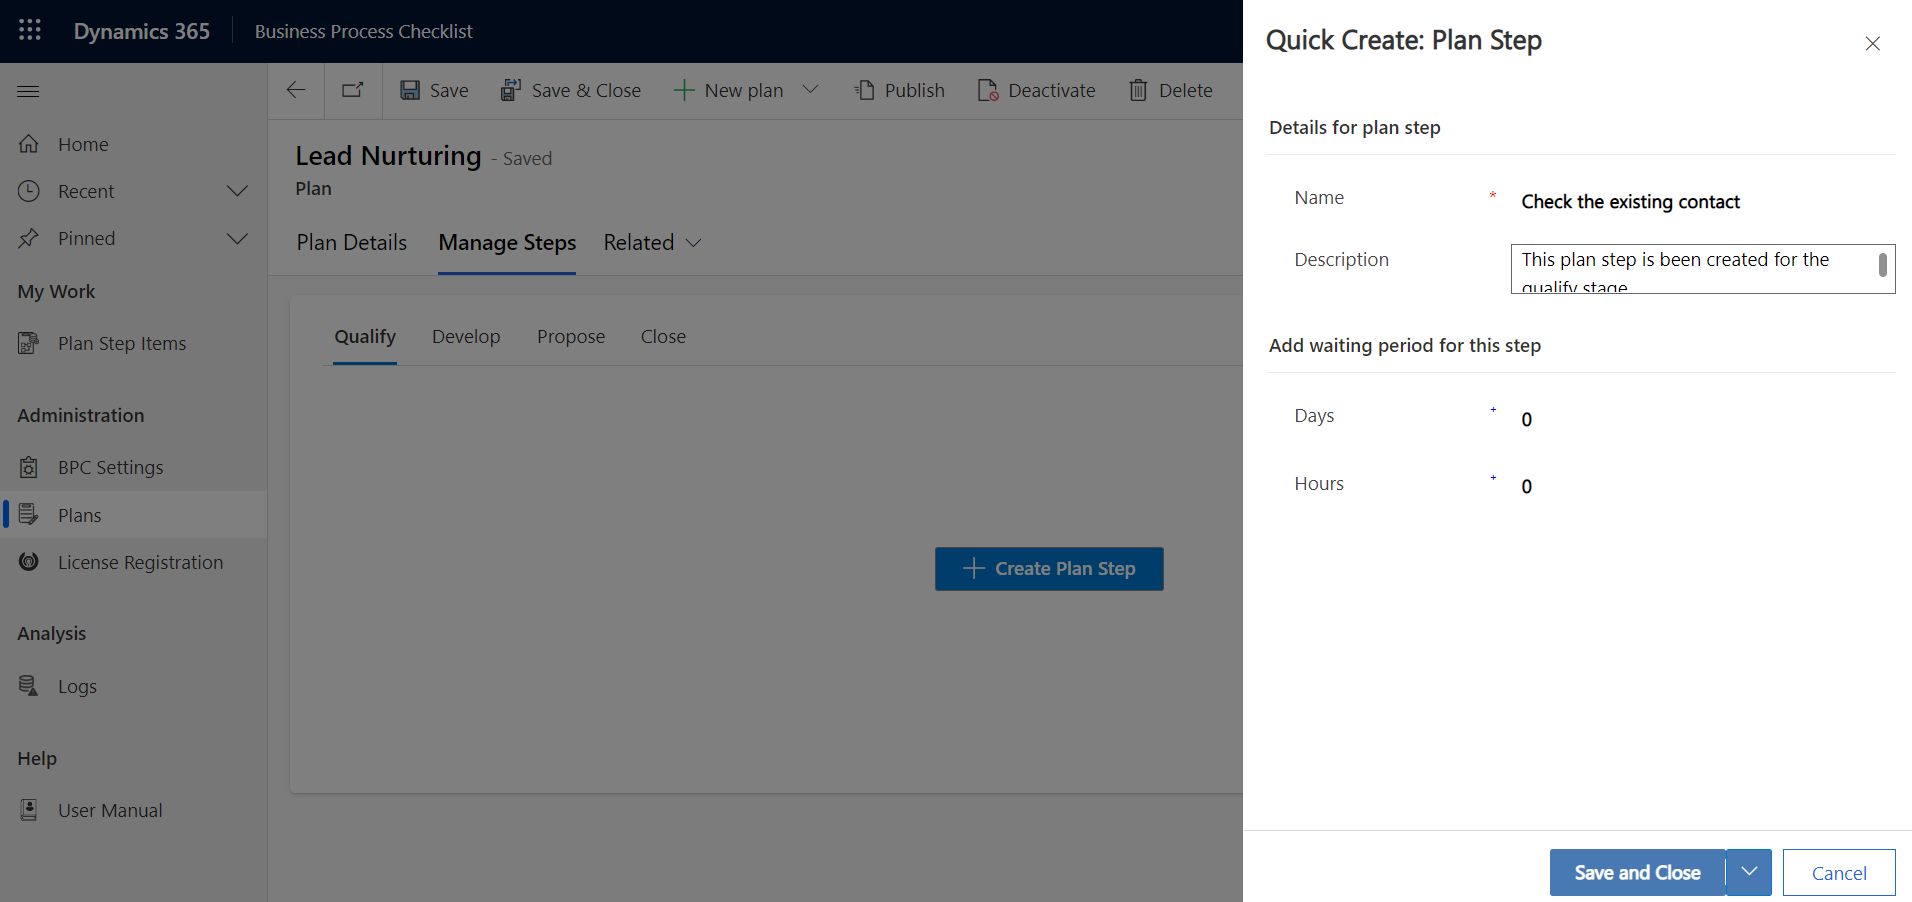 Dynamics 365
Business Process Checklist
Home
Recent
Pinned
My Work
Plan Step Items
Administration
BPC Settings
Plans
License Registration
Analysis
Logs
Help
User Manual
Save
Save & Close
New plan
Publish
Deactivate
Delete
Lead Nurturing - Saved
Plan
Plan Details
Manage Steps
Related
Qualify
Develop
Propose
Close
Create Plan Step
Quick Create: Plan Step
Details for plan step
Name * Check the existing contact
Description
This plan step is been created for the
qualify stage
Add waiting period for this step
Days + 0
Hours + 0
Save and Close
Cancel